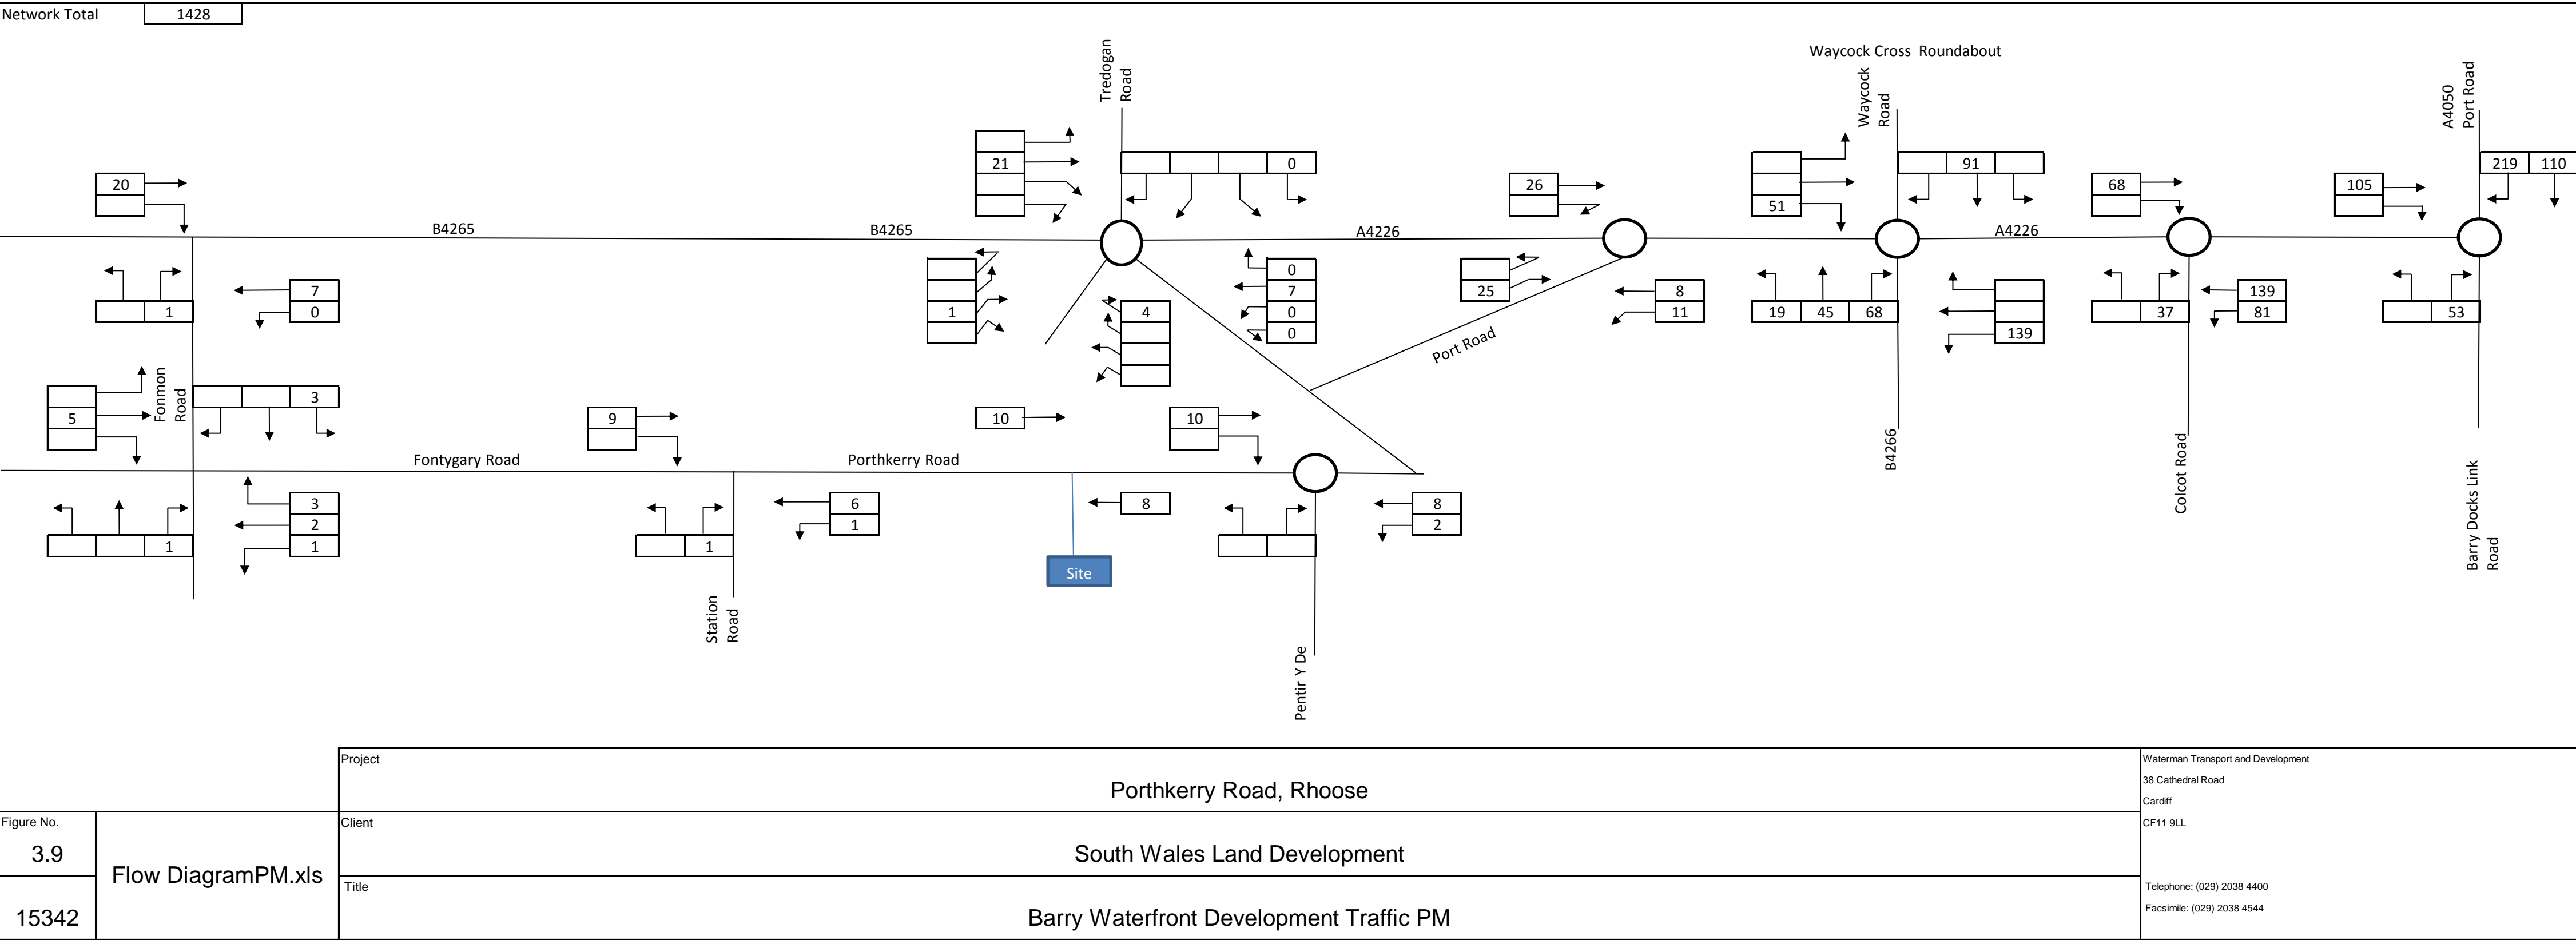 Network Total 1428
Waycock Cross Roundabout
Tredogan
Road
Waycock
Road
A4050
Port Road
21 0
91
219 110
20
26
51
68
105
B4265
B4265
A4226
A4226
1
7
0
1
4
0
7
0
0
25
8
11
19 45 68
139
37
139
81
53
Port Road
Fonmon
Road
5
3
9
10
10
Fontygary Road
Porthkerry Road
B4266
Colcot Road
Barry Docks Link
Road
1
3
2
1
1
6
1
8
8
2
Site
Station
Road
Pentir Y De
Project
Porthkerry Road, Rhoose
Waterman Transport and Development
38 Cathedral Road
Cardiff
CF11 9LL
Figure No.
3.9
Flow DiagramPM.xls
Client
South Wales Land Development
15342
Title
Barry Waterfront Development Traffic PM
Telephone: (029) 2038 4400
Facsimile: (029) 2038 4544